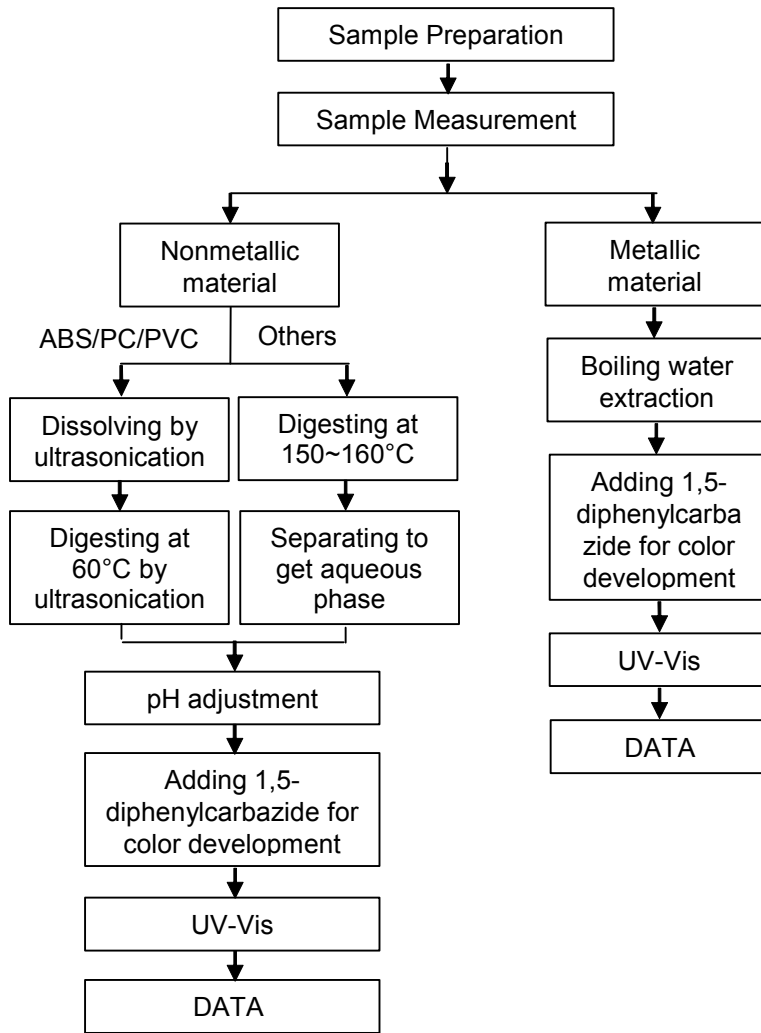 Sample Preparation
Sample Measurement
Nonmetallic
material
ABS/PC/PVC
Others
Dissolving by
ultrasonication
Digesting at
150~160°C
Digesting at
60°C by
ultrasonication
Separating to
get aqueous
phase
pH adjustment
Adding 1,5-
diphenylcarbazide for
color development
UV-Vis
DATA
Metallic
material
Boiling water
extraction
Adding 1,5-
diphenylcarba
zide for color
development
UV-Vis
DATA